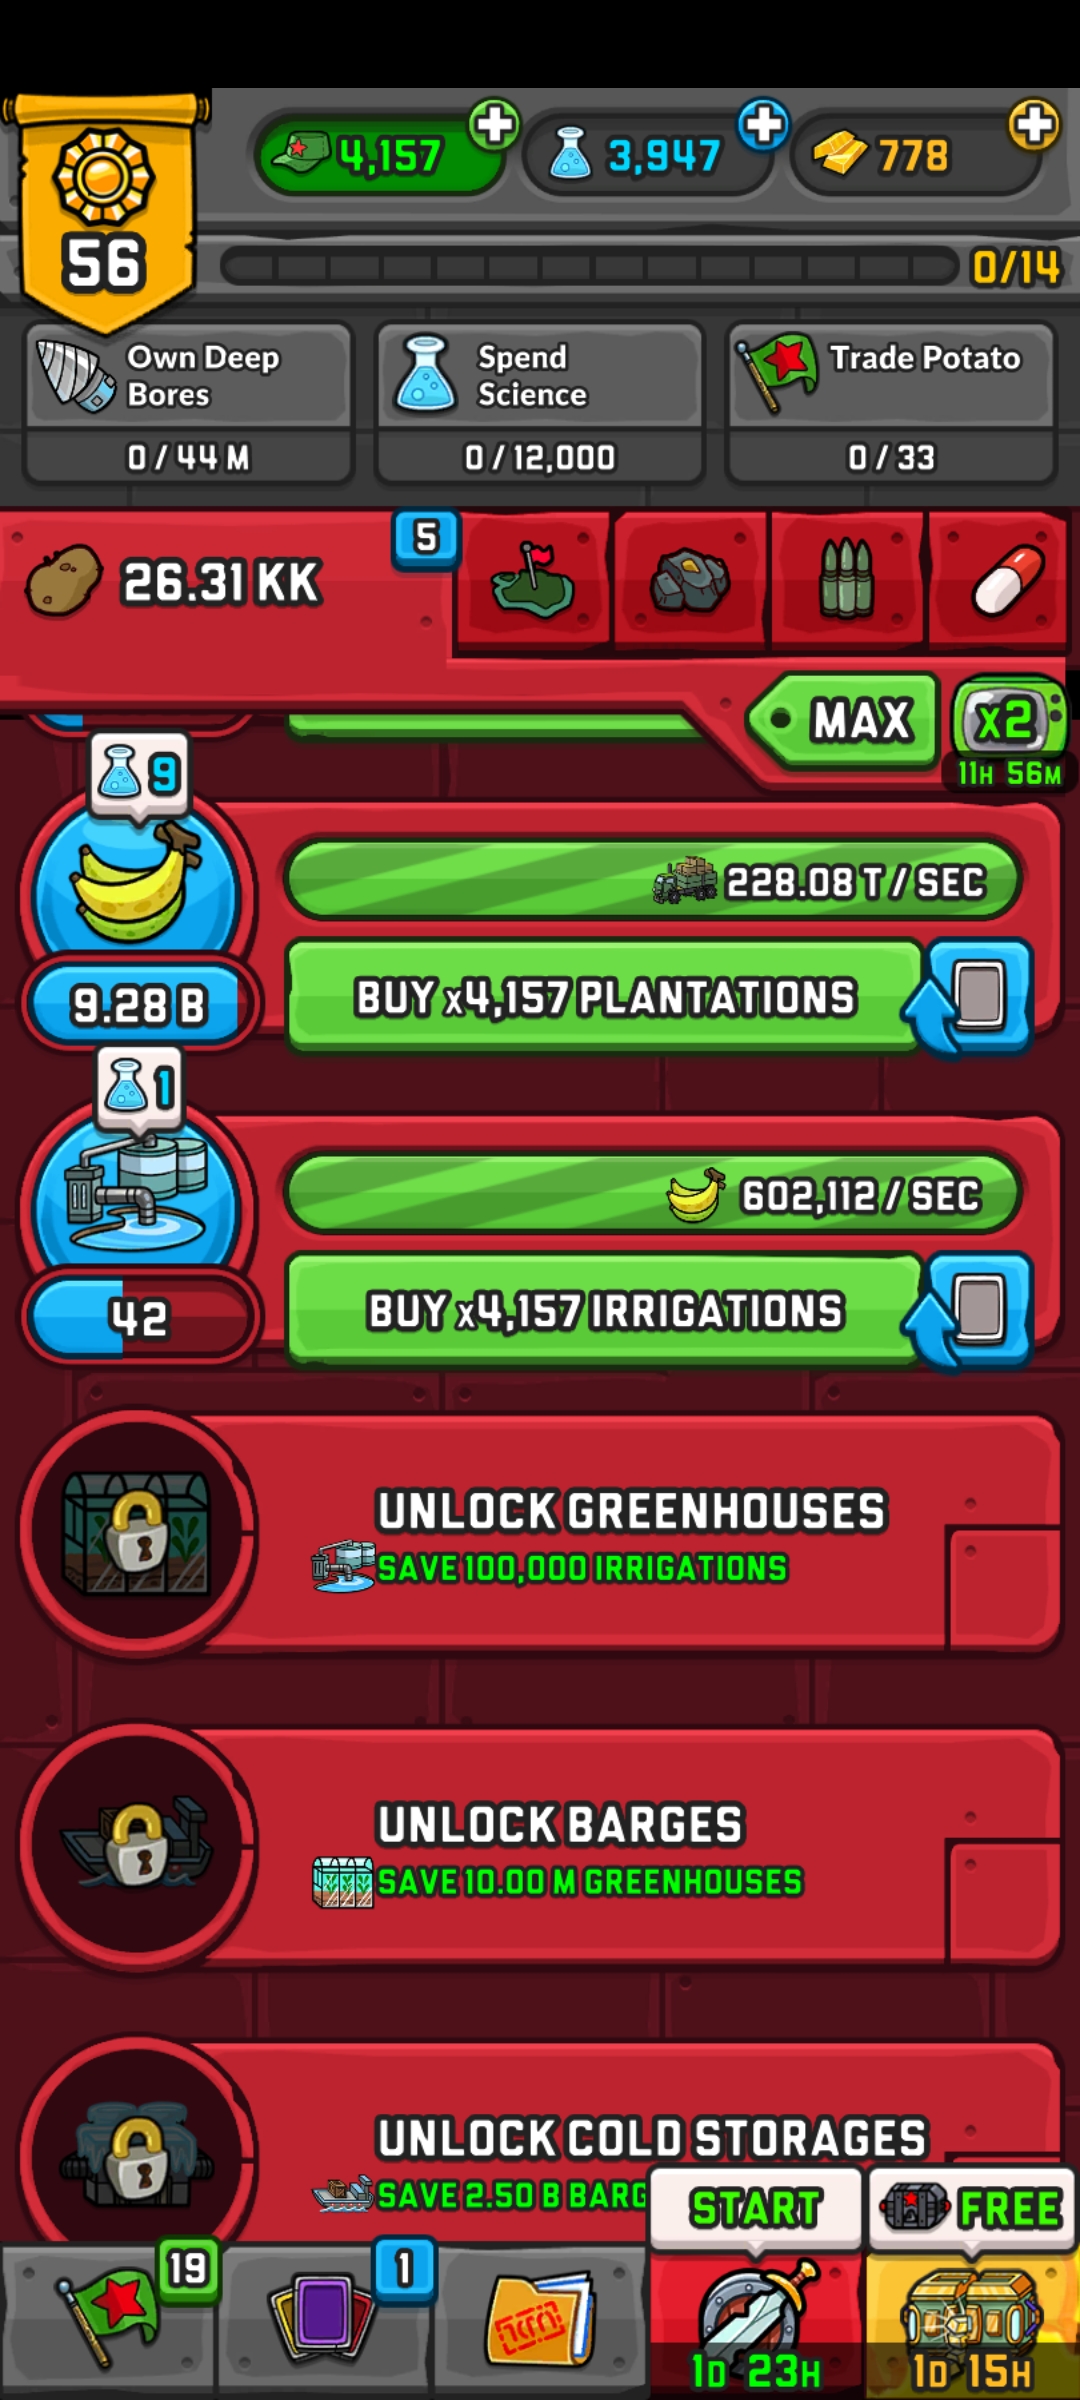 4,157
3,947
778
56
0/14
Own Deep
Bores
0 / 44 M
Spend
Science
0 / 12,000
Trade Potato
0 / 33
26.31 KK
5
MAX
x2
11H 56M
9
228.08 T / SEC
9.28 B
BUY x4,157 PLANTATIONS
1
602,112 / SEC
42
BUY x4,157 IRRIGATIONS
UNLOCK GREENHOUSES
SAVE 100,000 IRRIGATIONS
UNLOCK BARGES
SAVE 10.00 M GREENHOUSES
UNLOCK COLD STORAGES
SAVE 2.50 B BARG
START
FREE
19
1
1D 23H
1D 15H